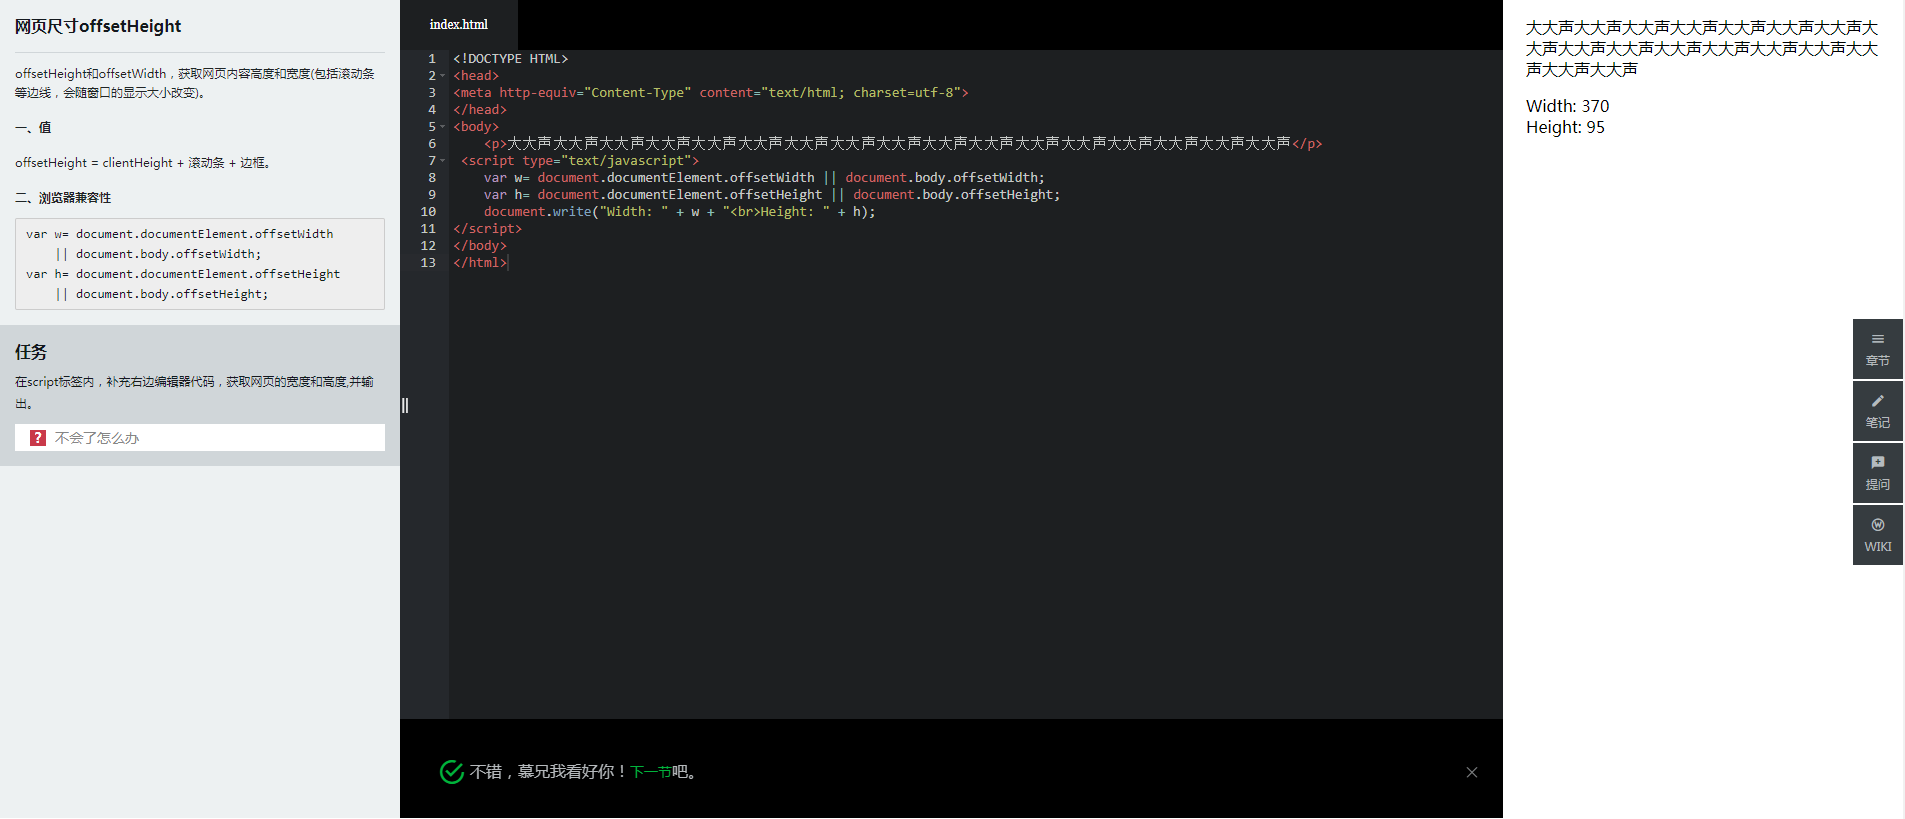 网页尺寸offsetHeight
offsetHeight和offsetWidth，获取网页内容高度和宽度(包括滚动条
等边线，会随窗口的显示大小改变)。
一、值
offsetHeight = clientHeight + 滚动条 + 边框。
二、浏览器兼容性
var w= document.documentElement.offsetWidth
    || document.body.offsetWidth;
var h= document.documentElement.offsetHeight
    || document.body.offsetHeight;
任务
在script标签内，补充右边编辑器代码，获取网页的宽度和高度,并输
出。
? 不会了怎么办
index.html
1 <!DOCTYPE HTML>
2 <head>
3 <meta http-equiv="Content-Type" content="text/html; charset=utf-8">
4 </head>
5 <body>
6     <p>大大声大大声大大声大大声大大声大大声大大声大大声大大声大大声大大声大大声大大声大大声大大声大大声大大声</p>
7  <script type="text/javascript">
8     var w= document.documentElement.offsetWidth || document.body.offsetWidth;
9     var h= document.documentElement.offsetHeight || document.body.offsetHeight;
10     document.write("Width: " + w + "<br>Height: " + h);
11 </script>
12 </body>
13 </html>
不错，慕兄我看好你！下一节吧。
大大声大大声大大声大大声大大声大大声大大声大
大声大大声大大声大大声大大声大大声大大声大大
声大大声大大声
Width: 370
Height: 95
章节
笔记
提问
WIKI